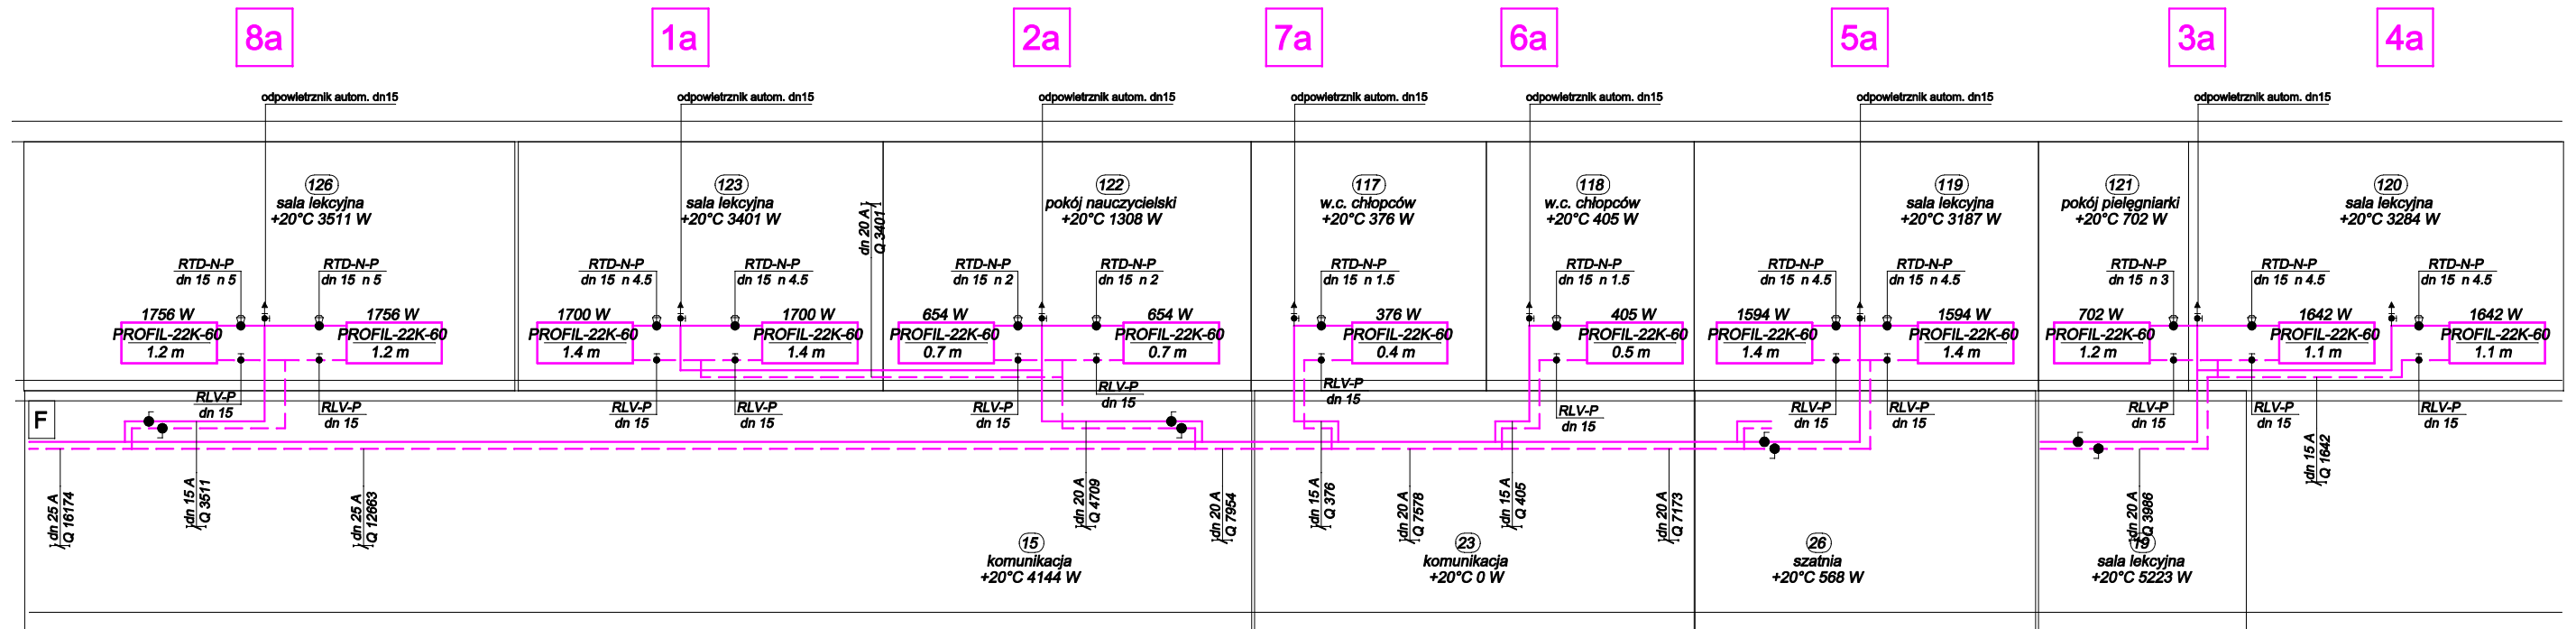 8a
1a
2a
7a
6a
5a
3a
4a
odpowietrznik autom. dn15
odpowietrznik autom. dn15
odpowietrznik autom. dn15
odpowietrznik autom. dn15
odpowietrznik autom. dn15
odpowietrznik autom. dn15
odpowietrznik autom. dn15
126
sala lekcyjna
+20°C 3511 W
123
sala lekcyjna
+20°C 3401 W
dn 20 A
Q 3401
122
pokój nauczycielski
+20°C 1308 W
117
w.c. chłopców
+20°C 376 W
118
w.c. chłopców
+20°C 405 W
119
sala lekcyjna
+20°C 3187 W
121
pokój pielęgniarki
+20°C 702 W
120
sala lekcyjna
+20°C 3284 W
RTD-N-P
dn 15 n 5
RTD-N-P
dn 15 n 5
RTD-N-P
dn 15 n 4.5
RTD-N-P
dn 15 n 4.5
RTD-N-P
dn 15 n 2
RTD-N-P
dn 15 n 2
RTD-N-P
dn 15 n 1.5
RTD-N-P
dn 15 n 1.5
RTD-N-P
dn 15 n 4.5
RTD-N-P
dn 15 n 4.5
RTD-N-P
dn 15 n 3
RTD-N-P
dn 15 n 4.5
RTD-N-P
dn 15 n 4.5
1756 W
PROFIL-22K-60
1.2 m
1756 W
PROFIL-22K-60
1.2 m
1700 W
PROFIL-22K-60
1.4 m
1700 W
PROFIL-22K-60
1.4 m
654 W
PROFIL-22K-60
0.7 m
654 W
PROFIL-22K-60
0.7 m
376 W
PROFIL-22K-60
0.4 m
405 W
PROFIL-22K-60
0.5 m
1594 W
PROFIL-22K-60
1.4 m
1594 W
PROFIL-22K-60
1.4 m
702 W
PROFIL-22K-60
1.2 m
1642 W
PROFIL-22K-60
1.1 m
1642 W
PROFIL-22K-60
1.1 m
F
RLV-P
dn 15
RLV-P
dn 15
RLV-P
dn 15
RLV-P
dn 15
RLV-P
dn 15
RLV-P
dn 15
RLV-P
dn 15
RLV-P
dn 15
RLV-P
dn 15
RLV-P
dn 15
RLV-P
dn 15
RLV-P
dn 15
RLV-P
dn 15
dn 25 A
Q 16174
dn 15 A
Q 3511
dn 25 A
Q 12663
dn 20 A
Q 4709
dn 20 A
Q 7954
dn 15 A
Q 376
dn 20 A
Q 7578
dn 15 A
Q 405
dn 20 A
Q 7173
dn 20 A
Q 3986
dn 15 A
Q 1642
15
komunikacja
+20°C 4144 W
23
komunikacja
+20°C 0 W
26
szatnia
+20°C 568 W
19
sala lekcyjna
+20°C 5223 W